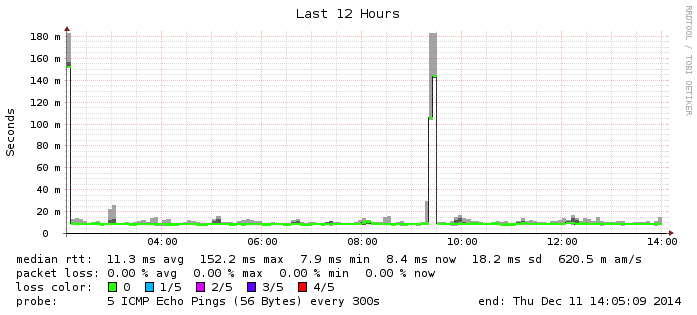 Last 12 Hours
RRDTOOL / TOBI OETIKER
Seconds
180 m
160 m
140 m
120 m
100 m
80 m
60 m
40 m
20 m
0
04:00 06:00 08:00 10:00 12:00 14:00
median rtt: 11.3 ms avg 152.2 ms max 7.9 ms min 8.4 ms now 18.2 ms sd 620.5 m am/s
packet loss: 0.00 % avg 0.00 % max 0.00 % min 0.00 % now
loss color: 0 1/5 2/5 3/5 4/5
probe: 5 ICMP Echo Pings (56 Bytes) every 300s end: Thu Dec 11 14:05:09 2014